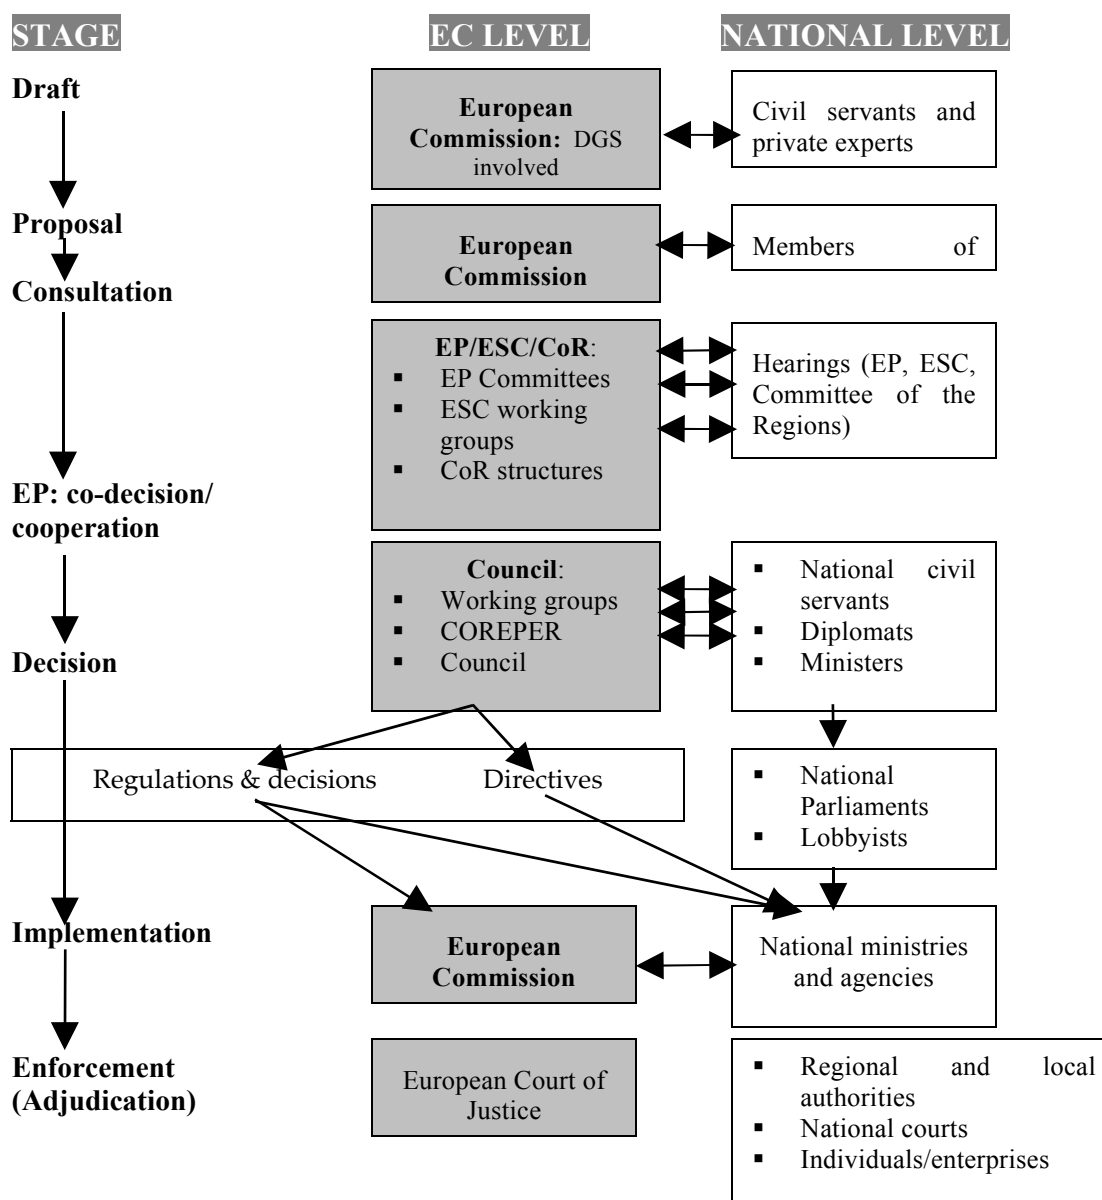 STAGE
EC LEVEL
NATIONAL LEVEL
Draft
European
Commission: DGS
involved
Civil servants and
private experts
Proposal
European
Commission
Members of
Consultation
EP/ESC/CoR:
▪ EP Committees
▪ ESC working
groups
▪ CoR structures
Hearings (EP, ESC,
Committee of the
Regions)
EP: co-decision/
cooperation
Council:
▪ Working groups
▪ COREPER
▪ Council
▪ National civil
servants
▪ Diplomats
▪ Ministers
Decision
Regulations & decisions
Directives
▪ National
Parliaments
▪ Lobbyists
Implementation
European
Commission
National ministries
and agencies
Enforcement
(Adjudication)
European Court of
Justice
▪ Regional and local
authorities
▪ National courts
▪ Individuals/enterprises